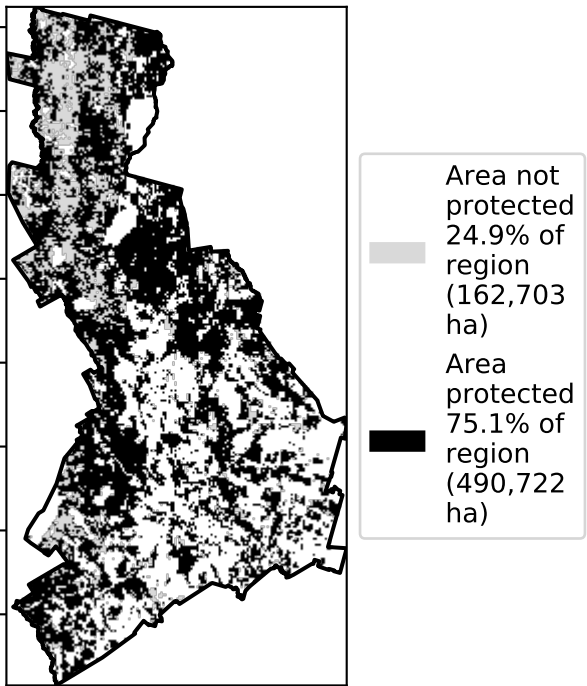 Area not
protected
24.9% of
region
(162,703
ha)
Area
protected
75.1% of
region
(490,722
ha)